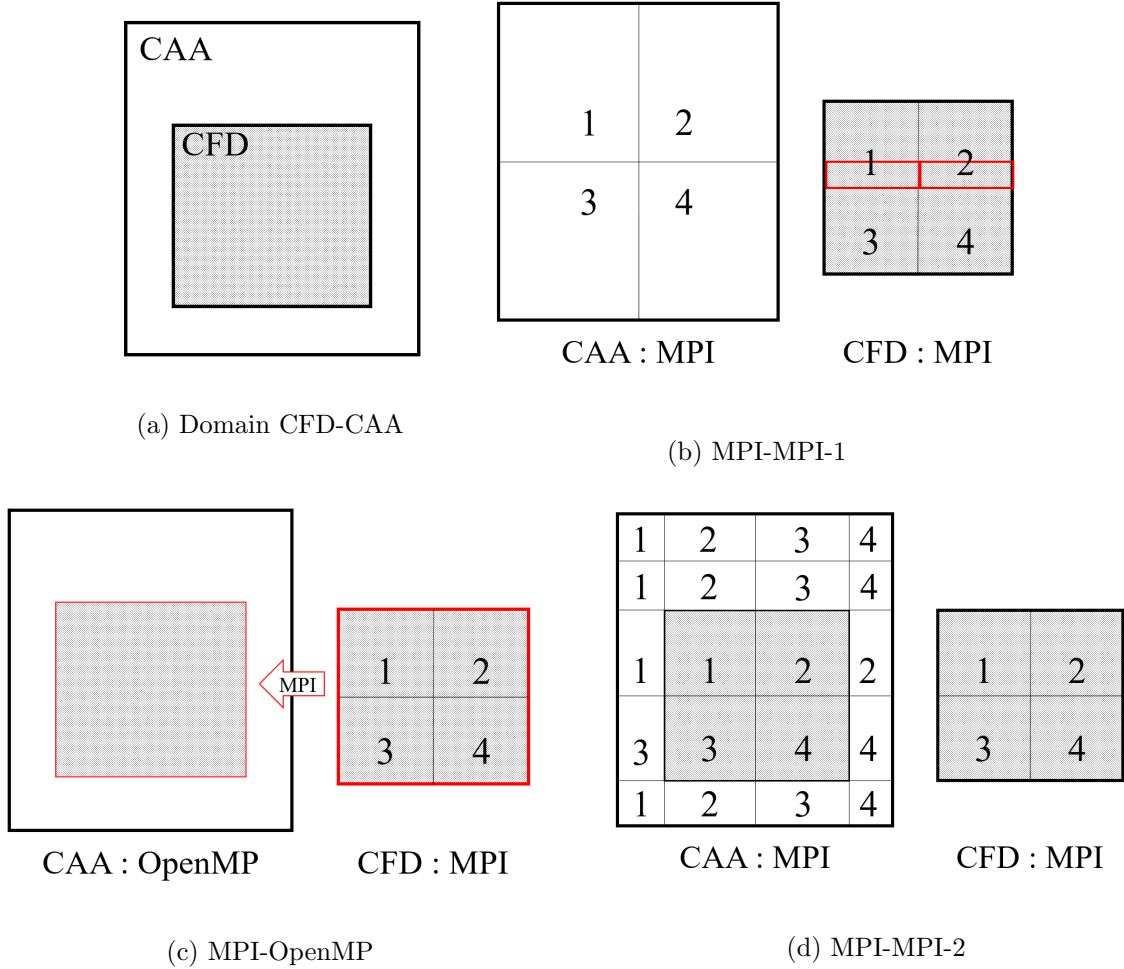 CAA
CFD
(a) Domain CFD-CAA
1 2
3 4
CAA : MPI
1 2
3 4
CFD : MPI
(b) MPI-MPI-1
MPI
CAA : OpenMP
1 2
3 4
CFD : MPI
(c) MPI-OpenMP
1 2 3 4
1 2 3 4
1 1 2 2
3 3 4 4
1 2 3 4
CAA : MPI
1 2
3 4
CFD : MPI
(d) MPI-MPI-2